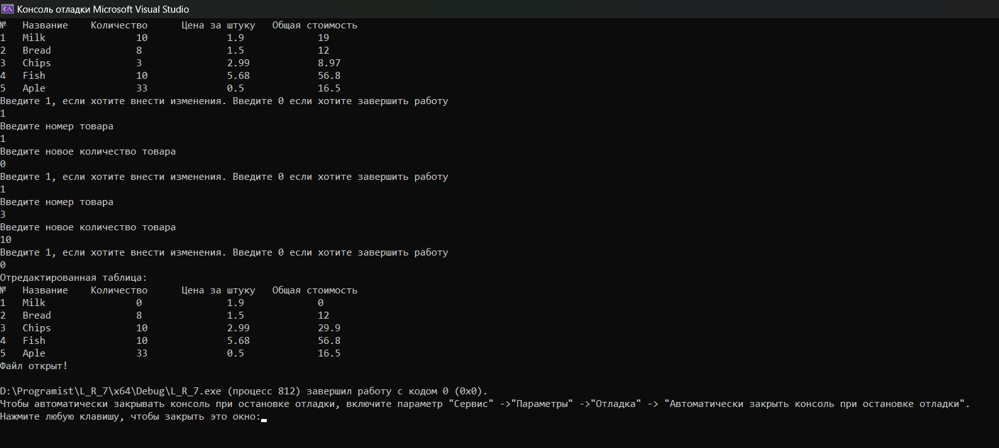 Консоль отладки Microsoft Visual Studio
№ Название Количество Цена за штуку Общая стоимость
1 Milk 10 1.9 19
2 Bread 8 1.5 12
3 Chips 3 2.99 8.97
4 Fish 10 5.68 56.8
5 Aple 33 0.5 16.5
Введите 1, если хотите внести изменения. Введите 0 если хотите завершить работу
1
Введите номер товара
1
Введите новое количество товара
0
Введите 1, если хотите внести изменения. Введите 0 если хотите завершить работу
1
Введите номер товара
3
Введите новое количество товара
10
Введите 1, если хотите внести изменения. Введите 0 если хотите завершить работу
0
Отредактированная таблица:
№ Название Количество Цена за штуку Общая стоимость
1 Milk 0 1.9 0
2 Bread 8 1.5 12
3 Chips 10 2.99 29.9
4 Fish 10 5.68 56.8
5 Aple 33 0.5 16.5
Файл открыт!
D:\Programist\L_R_7\x64\Debug\L_R_7.exe (процесс 812) завершил работу с кодом 0 (0x0).
Чтобы автоматически закрывать консоль при остановке отладки, включите параметр "Сервис" ->"Параметры" ->"Отладка" -> "Автоматически закрыть консоль при остановке отладки".
Нажмите любую клавишу, чтобы закрыть это окно: